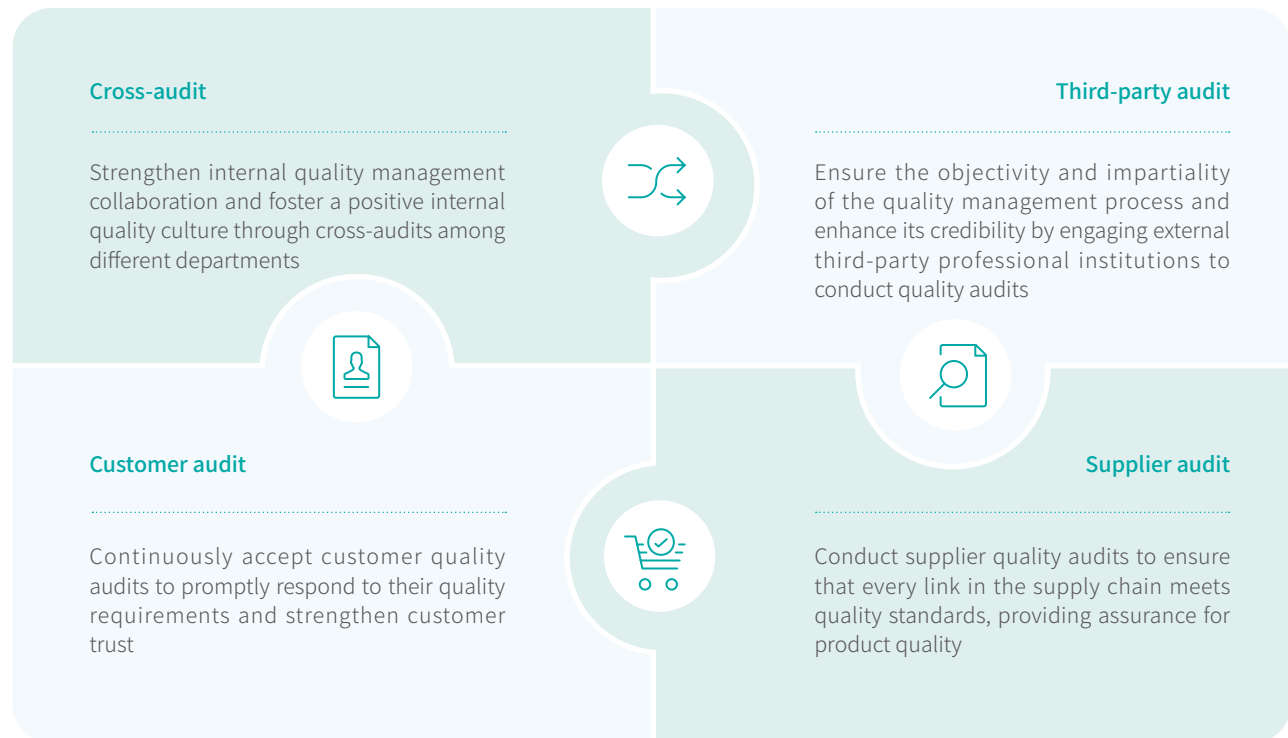 Cross-audit
Strengthen internal quality management
collaboration and foster a positive internal
quality culture through cross-audits among
different departments
Third-party audit
Ensure the objectivity and impartiality
of the quality management process and
enhance its credibility by engaging external
third-party professional institutions to
conduct quality audits
Customer audit
Continuously accept customer quality
audits to promptly respond to their quality
requirements and strengthen customer
trust
Supplier audit
Conduct supplier quality audits to ensure
that every link in the supply chain meets
quality standards, providing assurance for
product quality